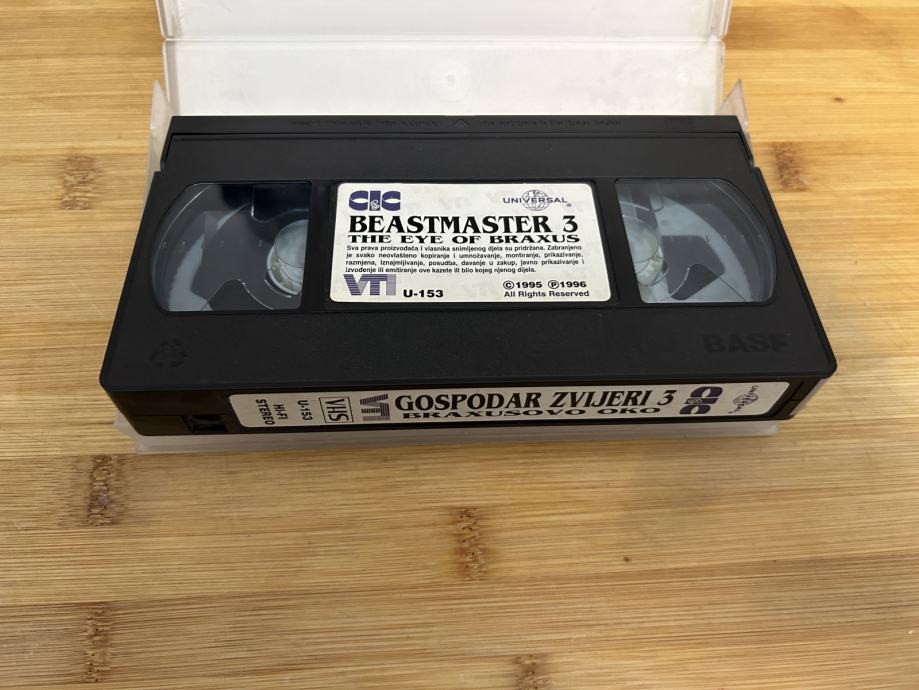 CIC
UNIVERSAL
BEASTMASTER 3
THE EYE OF BRAXUS
Sva prava proizvođača i vlasnika snimljenog djela su pridržana. Zabranjeno
je svako neovlašteno kopiranje i umnožavanje, montiranje, prikazivanje,
razmjena, iznajmljivanje, posudba, davanje u zakup, javno prikazivanje i
izvođenje ili emitiranje ove kazete ili bilo kojeg njenog dijela.
VTI U-153
©1995 ℗1996
All Rights Reserved
BASF
HI-FI
STEREO
U-153
VHS
VTI
GOSPODAR ZVIJERI 3
BRAXUSOVO OKO
CIC
UNIVERSAL